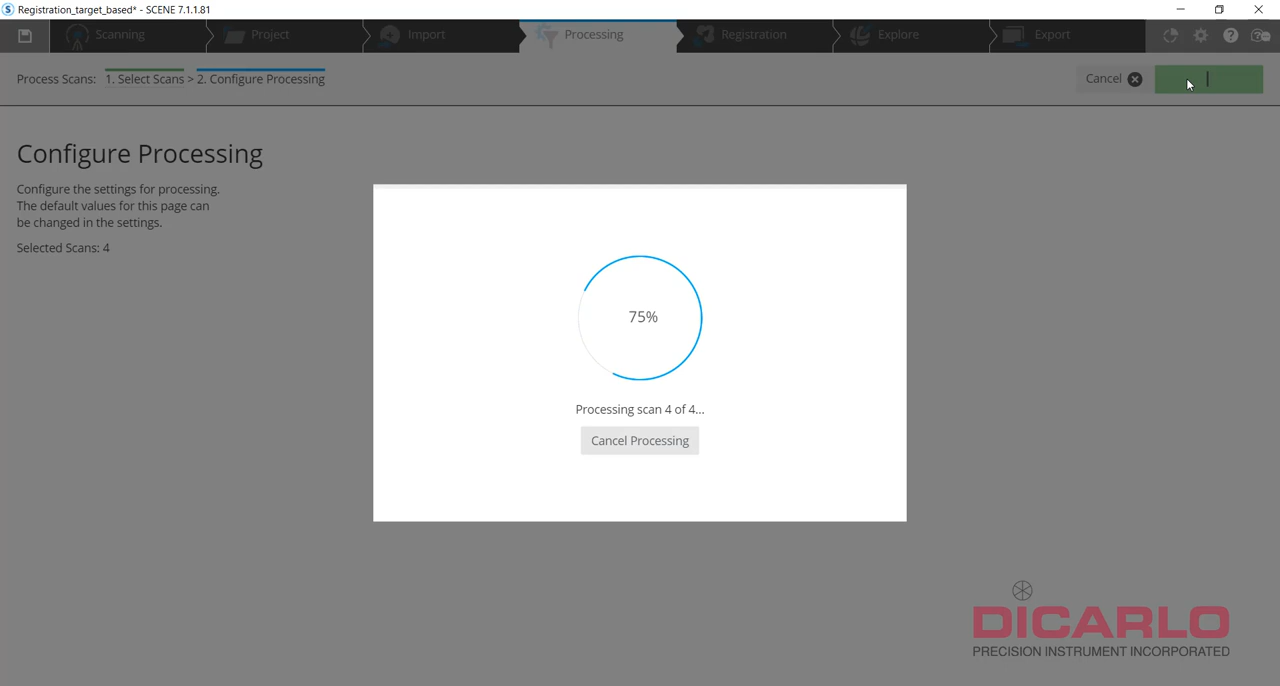 Registration_target_based* - SCENE 7.1.1.81
Scanning
Project
Import
Processing
Registration
Explore
Export
Process Scans: 1. Select Scans > 2. Configure Processing
Cancel
Configure Processing
Configure the settings for processing.
The default values for this page can
be changed in the settings.
Selected Scans: 4
75%
Processing scan 4 of 4...
Cancel Processing
DICARLO
PRECISION INSTRUMENT INCORPORATED